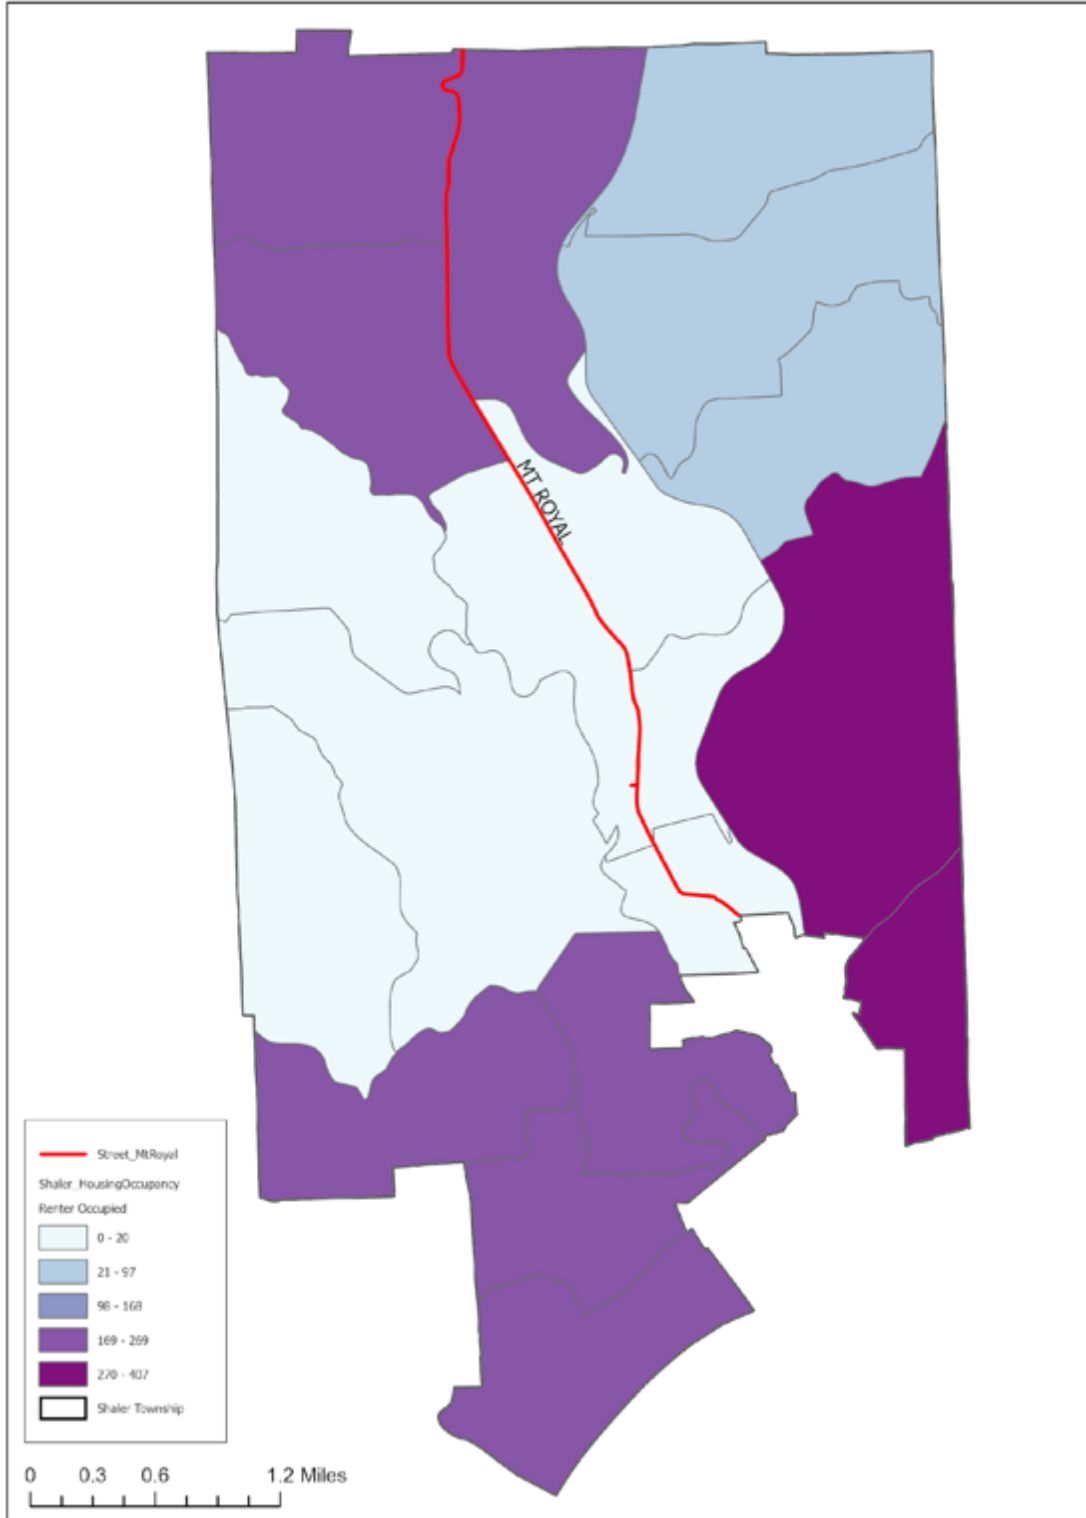 MT ROYAL
Street_MtRoyal
Shaler_HousingOccupancy
Renter Occupied
0 - 20
21 - 97
98 - 168
169 - 269
270 - 407
Shaler Township
0 0.3 0.6 1.2 Miles